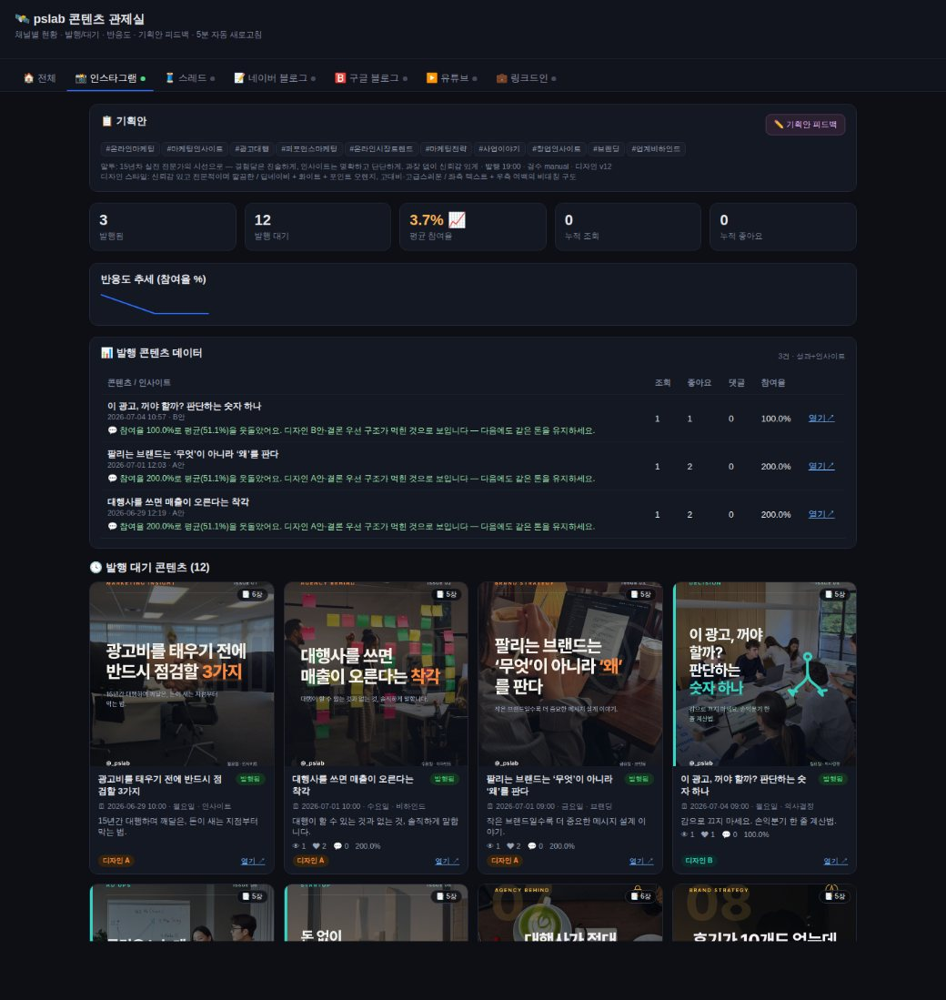 pslab 콘텐츠 관제실
채널별 현황 · 발행/대기 · 반응도 · 기획안 피드백 · 5분 자동 새로고침
전체
인스타그램
스레드
네이버 블로그
구글 블로그
유튜브
링크드인
기획안
기획안 피드백
#온라인마케팅 #마케팅인사이트 #광고대행 #퍼포먼스마케팅 #온라인시장트렌드 #마케팅전략 #사업이야기 #창업인사이트 #브랜딩 #업계비하인드
말투: 15년차 실전 전문가의 시선으로 — 경험담은 진솔하게, 인사이트는 명확하고 단단하게. 과장 없이 신뢰감 있게 · 발행 19:00 · 검수 manual · 디자인 v12
디자인 스타일: 신뢰감 있고 전문적이며 깔끔한 / 딥네이비 + 화이트 + 포인트 오렌지, 고대비·고급스러운 / 좌측 텍스트 + 우측 여백의 비대칭 구도
3
발행됨
12
발행 대기
3.7%
평균 참여율
0
누적 조회
0
누적 좋아요
반응도 추세 (참여율 %)
발행 콘텐츠 데이터
3건 · 성과+인사이트
콘텐츠 / 인사이트 조회 좋아요 댓글 참여율
이 광고, 꺼야 할까? 판단하는 숫자 하나
2026-07-04 10:57 · B안
참여율 100.0%로 평균(51.1%)을 웃돌았어요. 디자인 B안·결론 우선 구조가 먹힌 것으로 보입니다 — 다음에도 같은 톤을 유지하세요.
1 1 0 100.0% 열기↗
팔리는 브랜드는 ‘무엇’이 아니라 ‘왜’를 판다
2026-07-01 12:03 · A안
참여율 200.0%로 평균(51.1%)을 웃돌았어요. 디자인 A안·결론 우선 구조가 먹힌 것으로 보입니다 — 다음에도 같은 톤을 유지하세요.
1 2 0 200.0% 열기↗
대행사를 쓰면 매출이 오른다는 착각
2026-06-29 12:19 · A안
참여율 200.0%로 평균(51.1%)을 웃돌았어요. 디자인 A안·결론 우선 구조가 먹힌 것으로 보입니다 — 다음에도 같은 톤을 유지하세요.
1 2 0 200.0% 열기↗
발행 대기 콘텐츠 (12)
MARKETING INSIGHT
ISSUE 01
6장
광고비를 태우기 전에
반드시 점검할 3가지
15년간 대행하며 깨달은, 돈이 새는 지점부터
막는 법.
@_pslab
월요일 · 인사이트
광고비를 태우기 전에 반드시 점
검할 3가지
발행됨
2026-06-29 10:00 · 월요일 · 인사이트
15년간 대행하며 깨달은, 돈이 새는 지점부터
막는 법.
디자인 A
열기 ↗
AGENCY BEHIND
5장
대행사를 쓰면
매출이 오른다는 착각
대행이 할 수 있는 것과 없는 것, 솔직하게 말합니다.
@_pslab
수요일 · 비하인드
대행사를 쓰면 매출이 오른다는
착각
발행됨
2026-07-01 10:00 · 수요일 · 비하인드
대행이 할 수 있는 것과 없는 것, 솔직하게 말합
니다.
1 2 0 200.0%
디자인 A
열기 ↗
BRAND STRATEGY
5장
팔리는 브랜드는
‘무엇’이 아니라 ‘왜’
를 판다
작은 브랜드일수록 더 중요한 메시지 설계 이야기.
@_pslab
금요일 · 브랜딩
팔리는 브랜드는 ‘무엇’이 아니라
‘왜’를 판다
발행됨
2026-07-01 09:00 · 금요일 · 브랜딩
작은 브랜드일수록 더 중요한 메시지 설계 이
야기.
1 2 0 200.0%
디자인 A
열기 ↗
DECISION
5장
이 광고, 꺼야
할까?
판단하는
숫자 하나
감으로 끄지 마세요. 손익분기 한
줄 계산법.
@_pslab
월요일 · 의사결정
이 광고, 꺼야 할까? 판단하는 숫
자 하나
발행됨
2026-07-04 09:00 · 월요일 · 의사결정
감으로 끄지 마세요. 손익분기 한 줄 계산법.
1 1 0 100.0%
디자인 B
열기 ↗
AD OPS
5장
STARTUP
5장
돈 없이
AGENCY BEHIND
6장
대행사가 절대
BRAND STRATEGY
08
5장
후기가 10개도 없는데